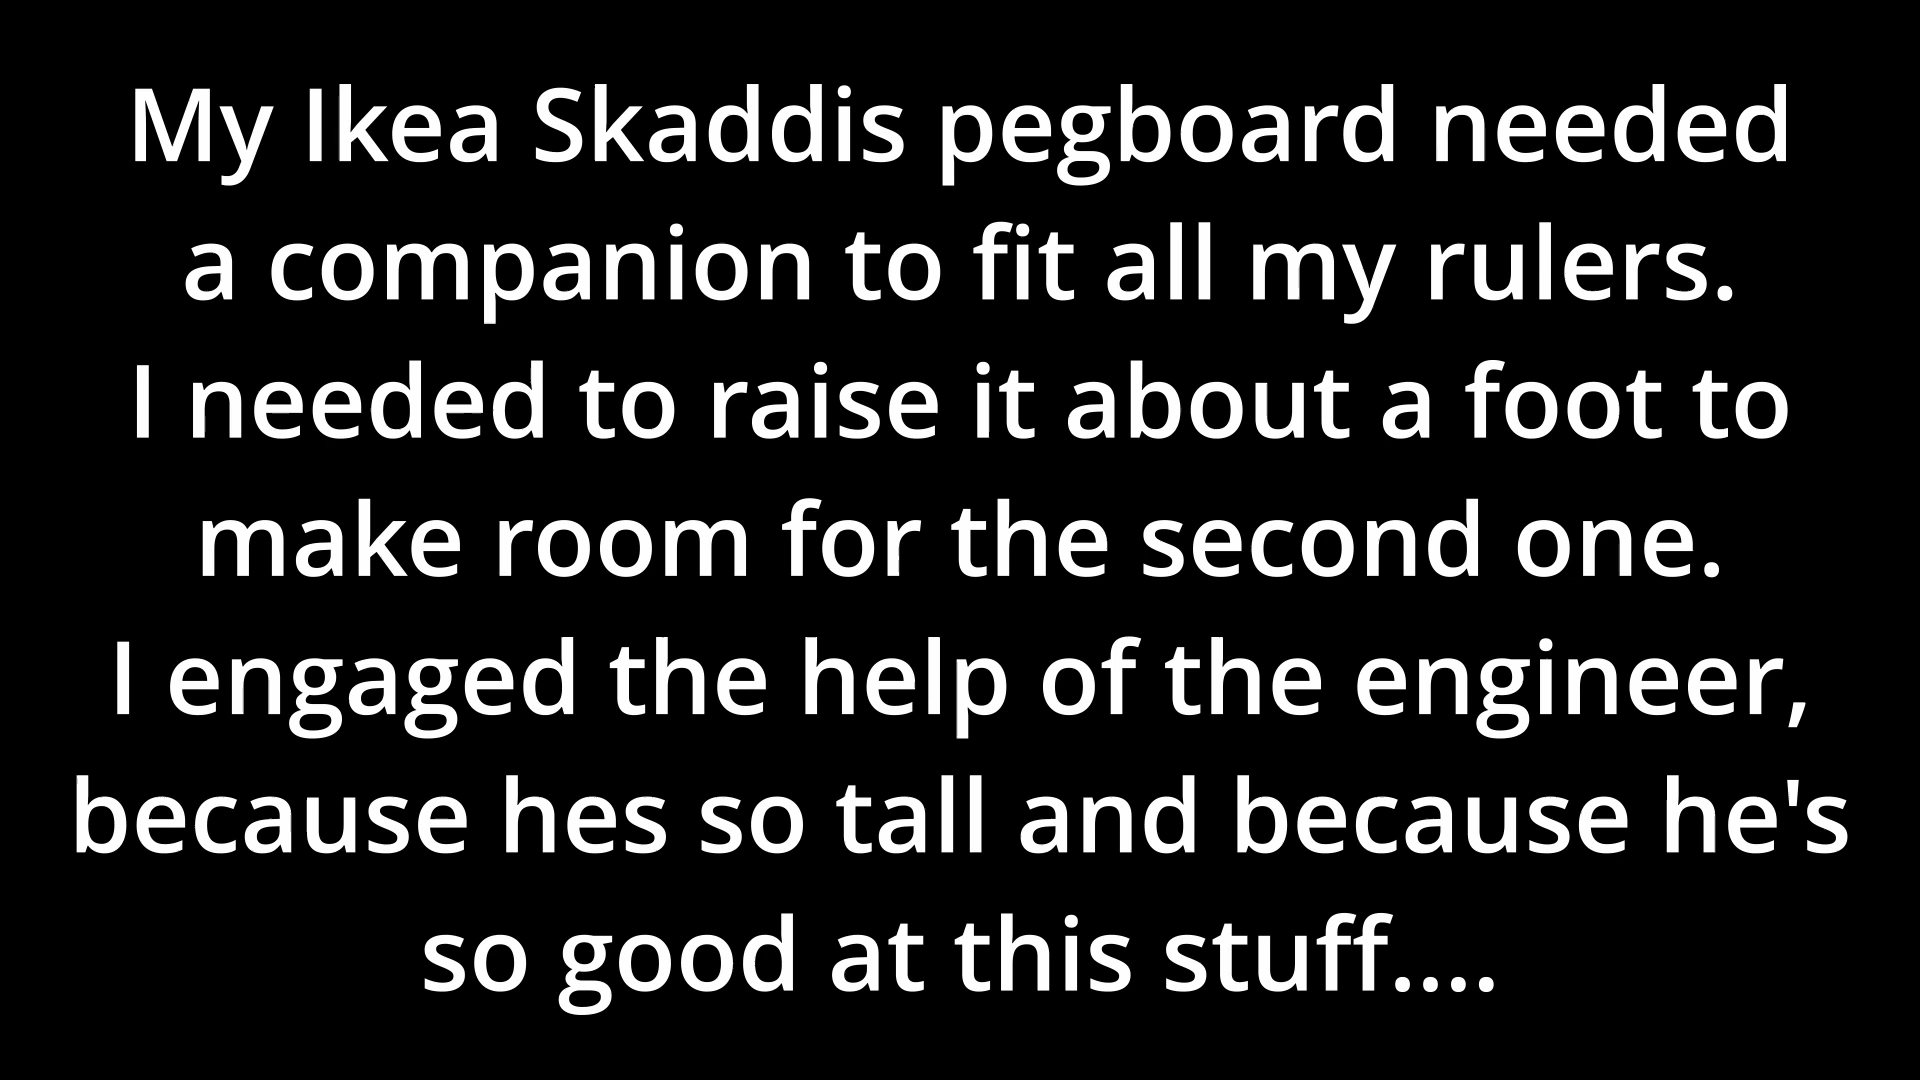 My Ikea Skaddis pegboard needed
a companion to fit all my rulers.
I needed to raise it about a foot to
make room for the second one.
I engaged the help of the engineer,
because hes so tall and because he's
so good at this stuff....